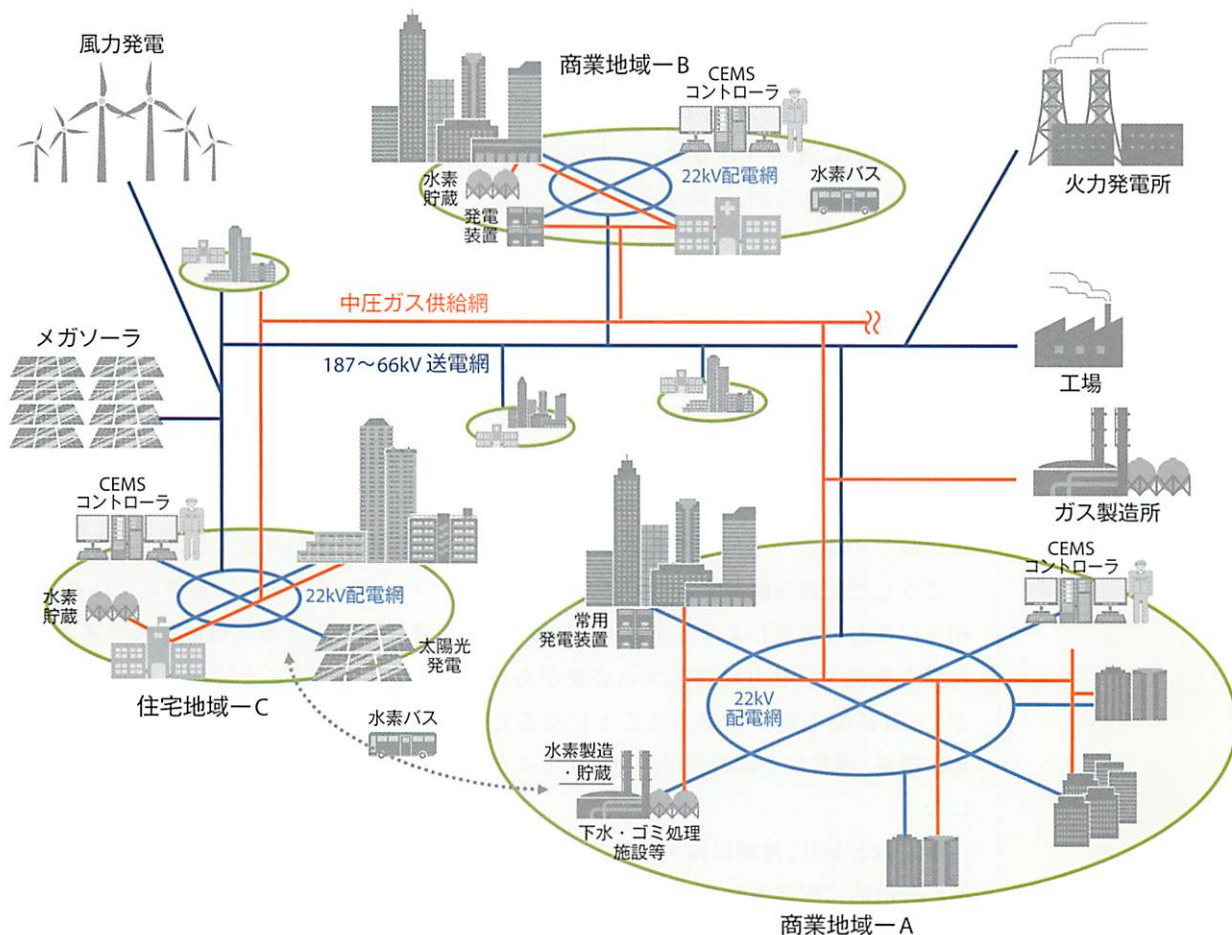 風力発電
商業地域ーB
CEMS
コントローラ
水素
貯蔵
22kV配電網
水素バス
発電
装置
火力発電所
中圧ガス供給網
メガソーラ
187～66kV 送電網
工場
ガス製造所
CEMS
コントローラ
水素
貯蔵
22kV配電網
太陽光
発電
住宅地域ーC
水素バス
常用
発電装置
CEMS
コントローラ
22kV
配電網
水素製造
・貯蔵
下水・ゴミ処理
施設等
商業地域ーA